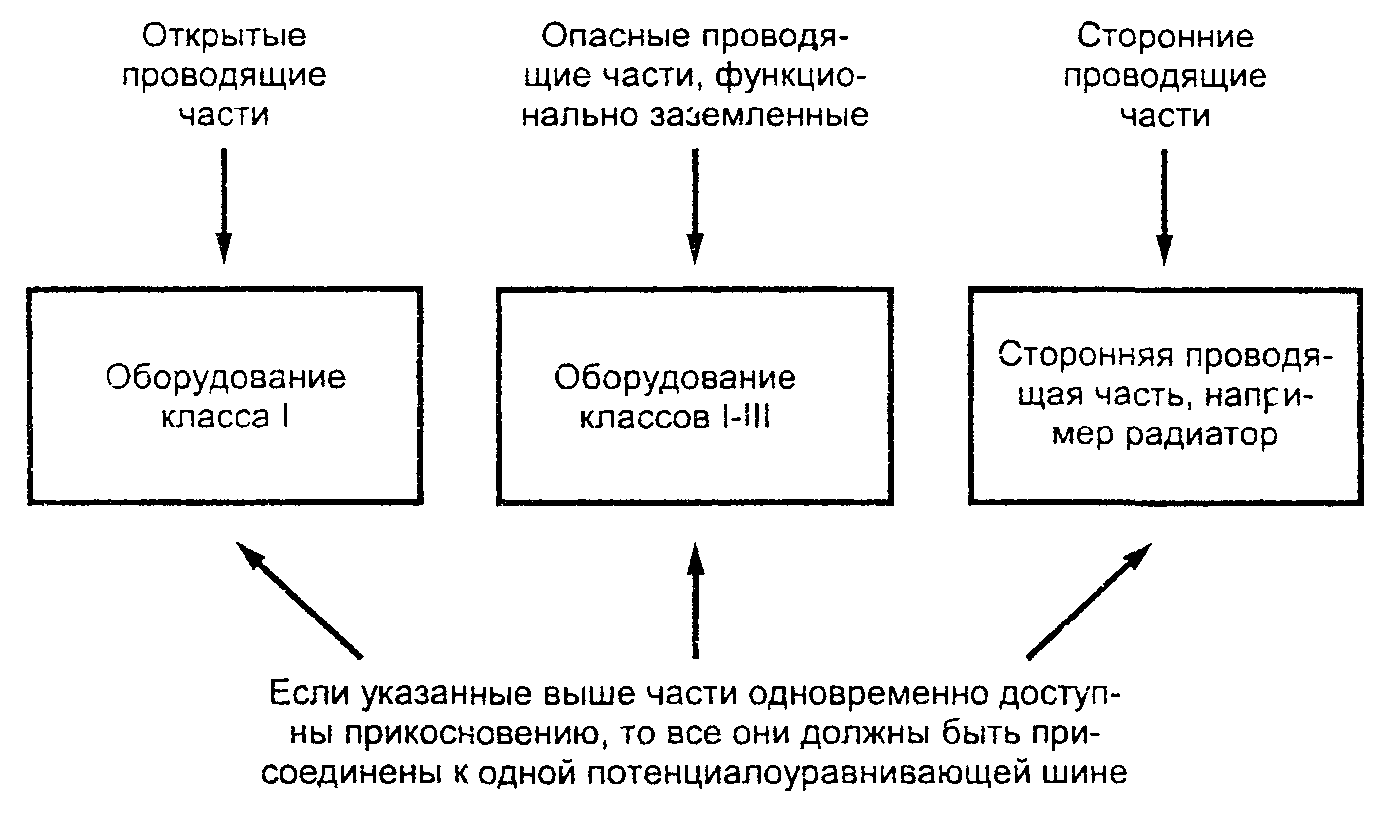 Открытые
проводящие
части
Опасные проводя-
щие части, функцио-
нально заземленные
Сторонние
проводящие
части
Оборудование
класса I
Оборудование
классов I-III
Сторонняя проводя-
щая часть, напри-
мер радиатор
Если указанные выше части одновременно доступ-
ны прикосновению, то все они должны быть при-
соединены к одной потенциалоуравнивающей шине